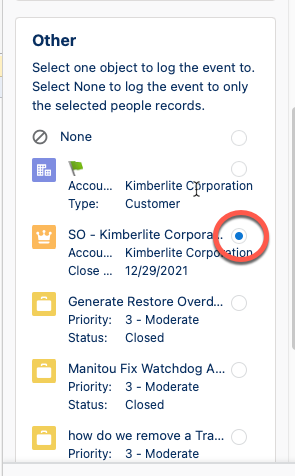 Other
Select one object to log the event to.
Select None to log the event to only
the selected people records.
None
Accou... Kimberlite Corporation
Type: Customer
SO - Kimberlite Corpora...
Accou... Kimberlite Corporation
Close ... 12/29/2021
Generate Restore Overd...
Priority: 3 - Moderate
Status: Closed
Manitou Fix Watchdog A...
Priority: 3 - Moderate
Status: Closed
how do we remove a Tra...
Priority: 3 - Moderate